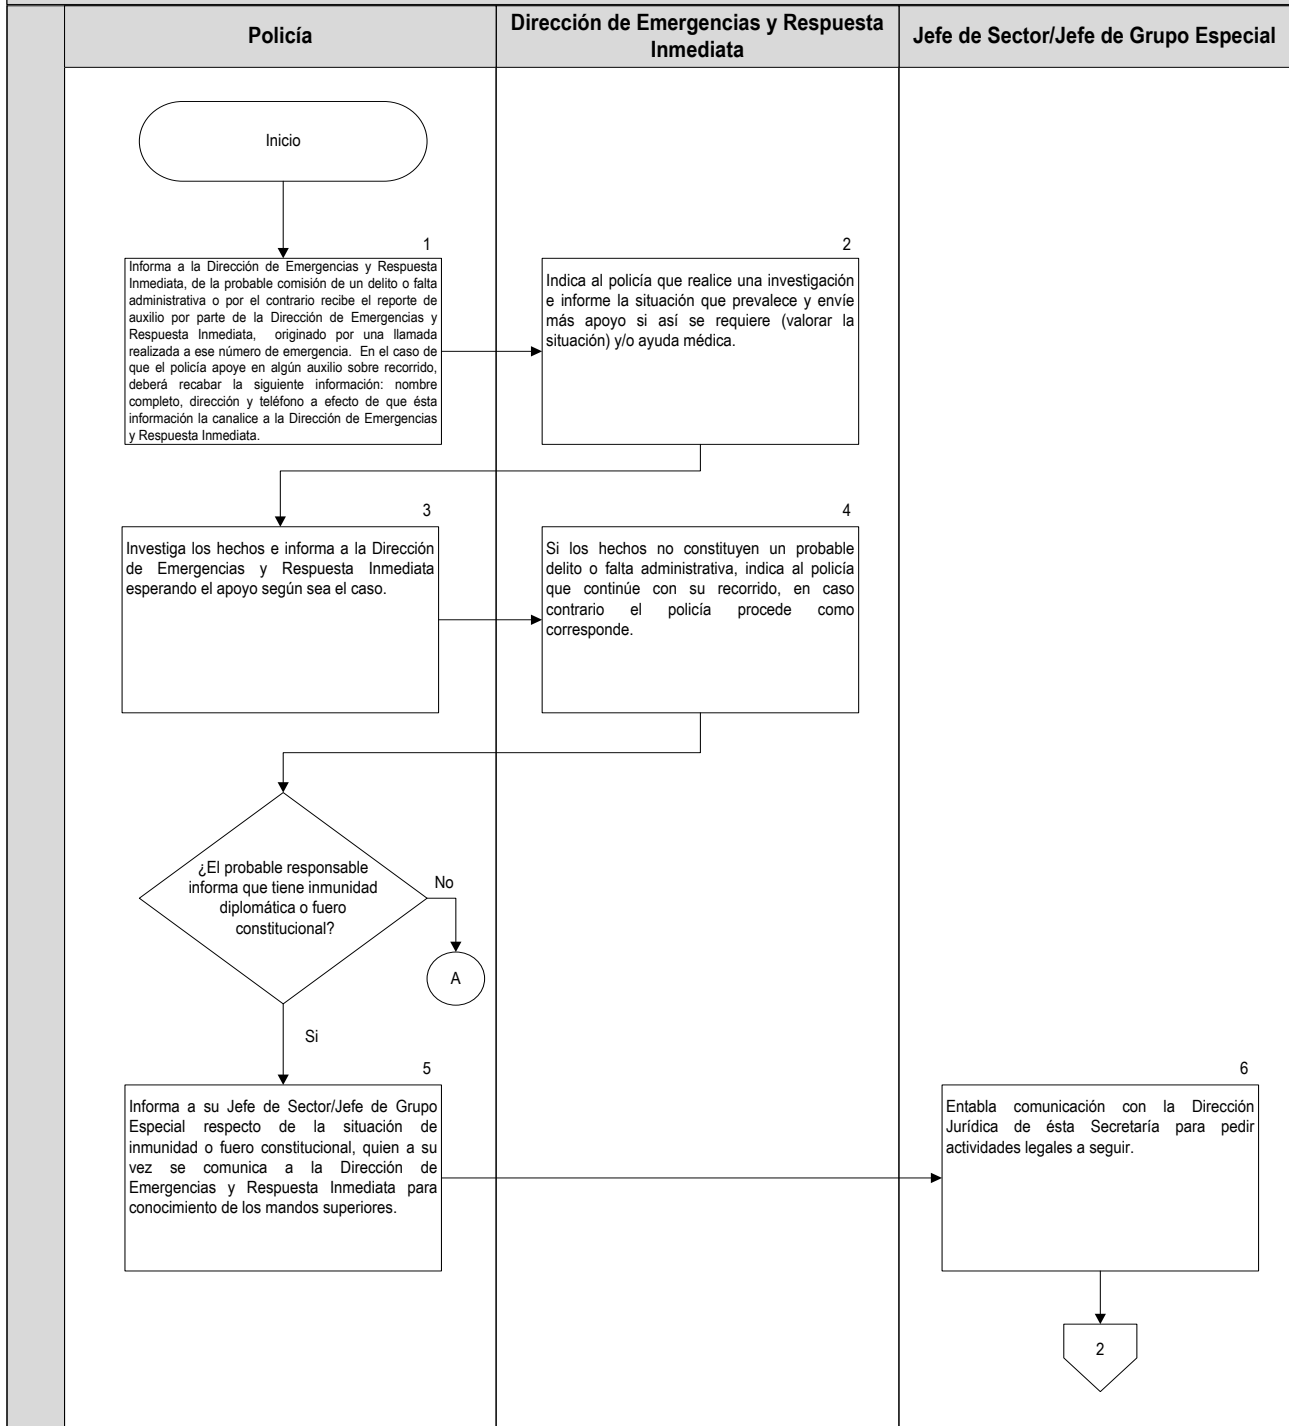 Policía
Dirección de Emergencias y Respuesta
Inmediata
Jefe de Sector/Jefe de Grupo Especial
Inicio
1
Informa a la Dirección de Emergencias y Respuesta
Inmediata, de la probable comisión de un delito o falta
administrativa o por el contrario recibe el reporte de
auxilio por parte de la Dirección de Emergencias y
Respuesta Inmediata, originado por una llamada
realizada a ese número de emergencia. En el caso de
que el policía apoye en algún auxilio sobre recorrido,
deberá recabar la siguiente información: nombre
completo, dirección y teléfono a efecto de que ésta
información la canalice a la Dirección de Emergencias
y Respuesta Inmediata.
2
Indica al policía que realice una investigación
e informe la situación que prevalece y envíe
más apoyo si así se requiere (valorar la
situación) y/o ayuda médica.
3
Investiga los hechos e informa a la Dirección
de Emergencias y Respuesta Inmediata
esperando el apoyo según sea el caso.
4
Si los hechos no constituyen un probable
delito o falta administrativa, indica al policía
que continúe con su recorrido, en caso
contrario el policía procede como
corresponde.
¿El probable responsable
informa que tiene inmunidad
diplomática o fuero
constitucional?
No
A
Si
5
Informa a su Jefe de Sector/Jefe de Grupo
Especial respecto de la situación de
inmunidad o fuero constitucional, quien a su
vez se comunica a la Dirección de
Emergencias y Respuesta Inmediata para
conocimiento de los mandos superiores.
6
Entabla comunicación con la Dirección
Jurídica de ésta Secretaría para pedir
actividades legales a seguir.
2